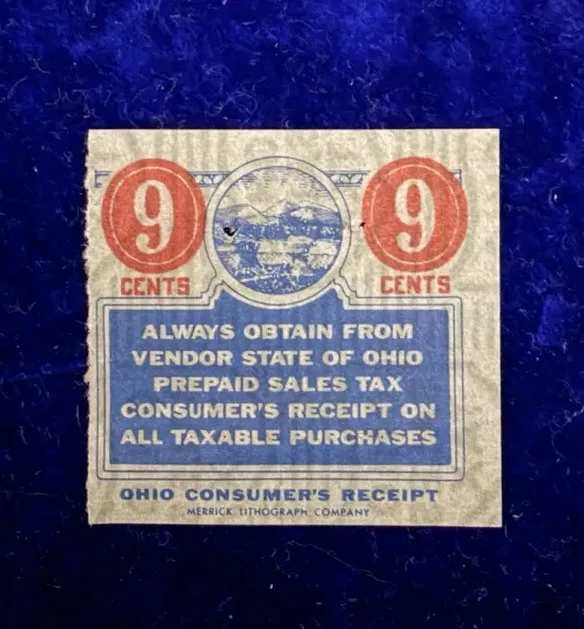 9 9
CENTS CENTS
ALWAYS OBTAIN FROM
VENDOR STATE OF OHIO
PREPAID SALES TAX
CONSUMER'S RECEIPT ON
ALL TAXABLE PURCHASES
OHIO CONSUMER'S RECEIPT
MERRICK LITHOGRAPH COMPANY